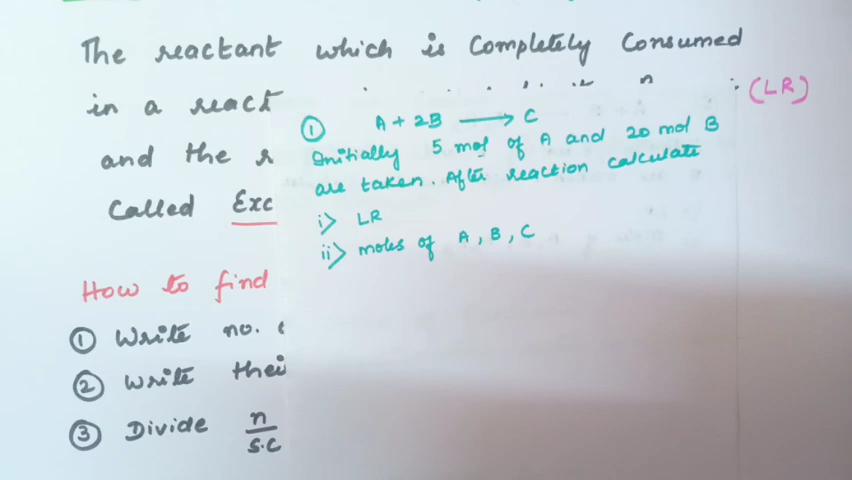 The reactant which is Completely Consumed
in a react
(LR)
and the r
Called Exc
How to find
① Write no.
② Write thei
③ Divide n/S.C
① A + 2B ⟶ C
Initially 5 mol of A and 20 mol B
are taken. After reaction calculate
i> LR
ii> moles of A, B, C